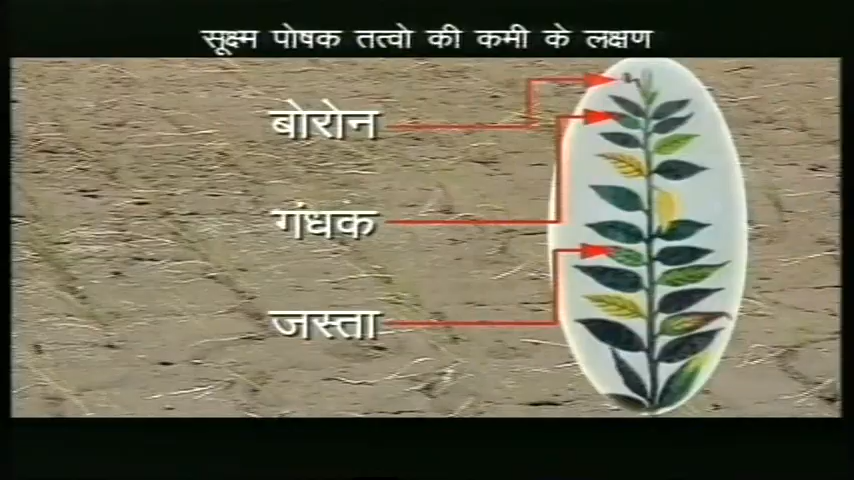 सूक्ष्म पोषक तत्वो की कमी के लक्षण
बोरोन
गंधक
जस्ता